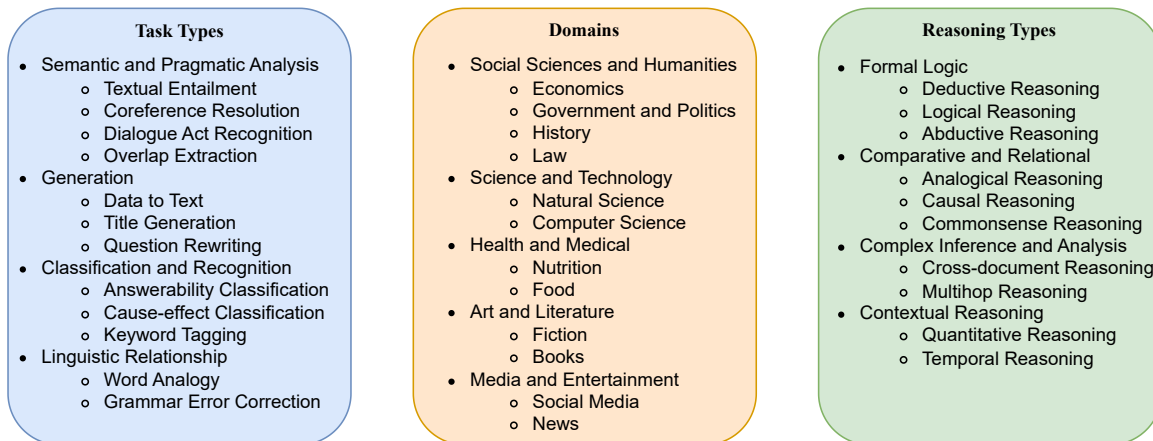 Task Types
• Semantic and Pragmatic Analysis
o Textual Entailment
o Coreference Resolution
o Dialogue Act Recognition
o Overlap Extraction
• Generation
o Data to Text
o Title Generation
o Question Rewriting
• Classification and Recognition
o Answerability Classification
o Cause-effect Classification
o Keyword Tagging
• Linguistic Relationship
o Word Analogy
o Grammar Error Correction
Domains
• Social Sciences and Humanities
o Economics
o Government and Politics
o History
o Law
• Science and Technology
o Natural Science
o Computer Science
• Health and Medical
o Nutrition
o Food
• Art and Literature
o Fiction
o Books
• Media and Entertainment
o Social Media
o News
Reasoning Types
• Formal Logic
o Deductive Reasoning
o Logical Reasoning
o Abductive Reasoning
• Comparative and Relational
o Analogical Reasoning
o Causal Reasoning
o Commonsense Reasoning
• Complex Inference and Analysis
o Cross-document Reasoning
o Multihop Reasoning
• Contextual Reasoning
o Quantitative Reasoning
o Temporal Reasoning